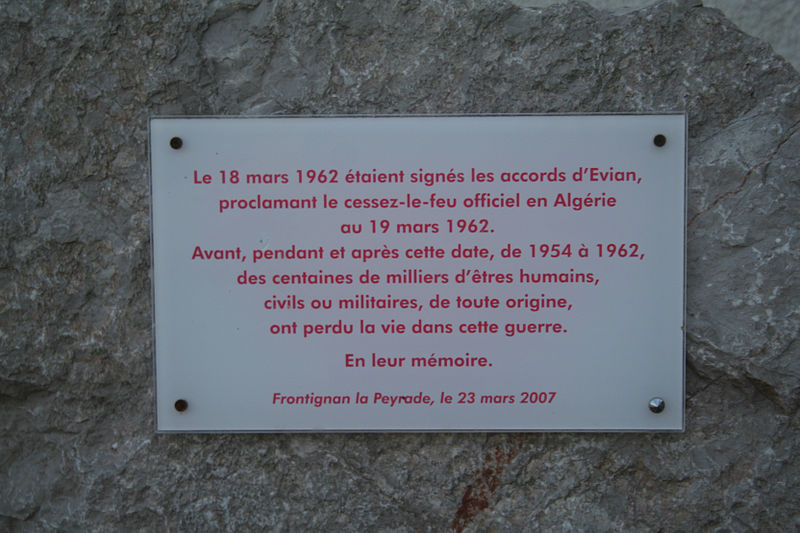 Le 18 mars 1962 étaient signés les accords d'Evian,
proclamant le cessez-le-feu officiel en Algérie
au 19 mars 1962.
Avant, pendant et après cette date, de 1954 à 1962,
des centaines de milliers d'êtres humains,
civils ou militaires, de toute origine,
ont perdu la vie dans cette guerre.
En leur mémoire.
Frontignan la Peyrade, le 23 mars 2007